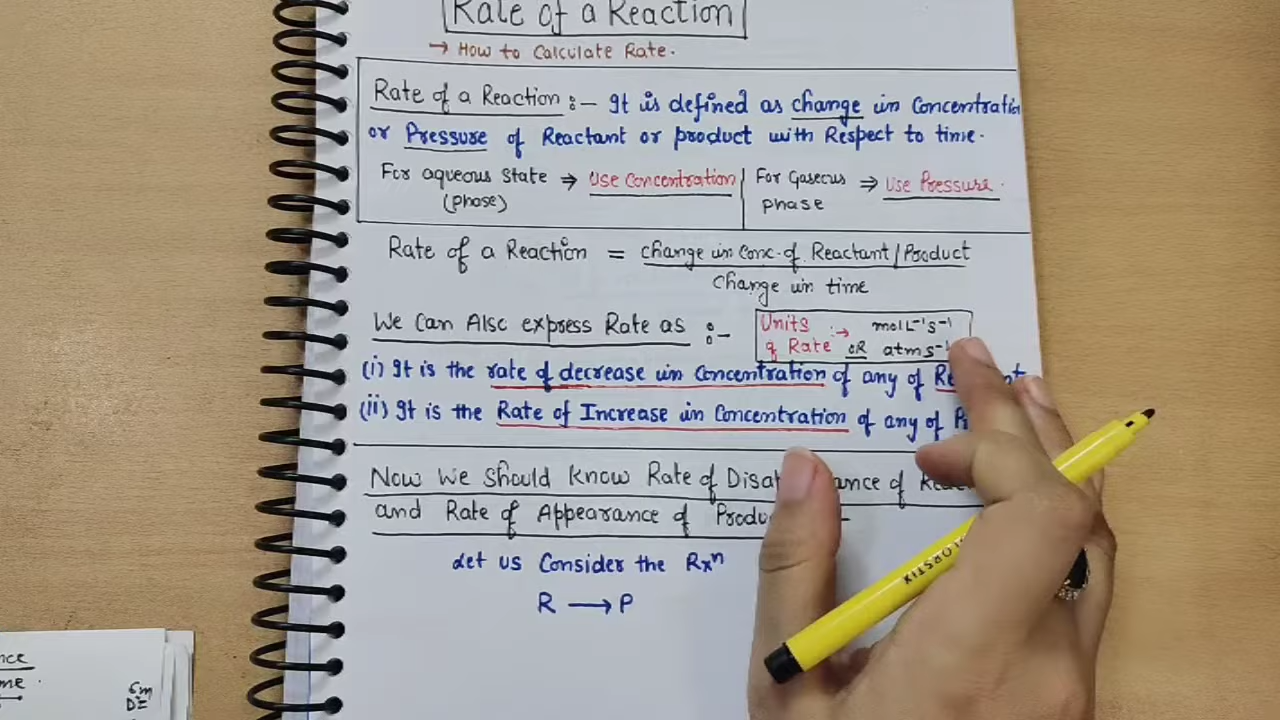 Rate of a Reaction
→ How to Calculate Rate.
Rate of a Reaction :- It is defined as change in Concentration
or Pressure of Reactant or product with Respect to time.
For aqueous state ⇒ Use Concentration
(phase)
For Gaseous ⇒ Use Pressure.
phase
Rate of a Reaction = change in Conc. of Reactant/Product
Change in time
We Can Also express Rate as :-
Units :→ mol L⁻¹ s⁻¹
of Rate OR atm s⁻¹
(i) It is the rate of decrease in Concentration of any of
(ii) It is the Rate of Increase in Concentration of any of
Now We Should Know Rate of of
and Rate of Appearance of
Let us Consider the Rxⁿ
R → P